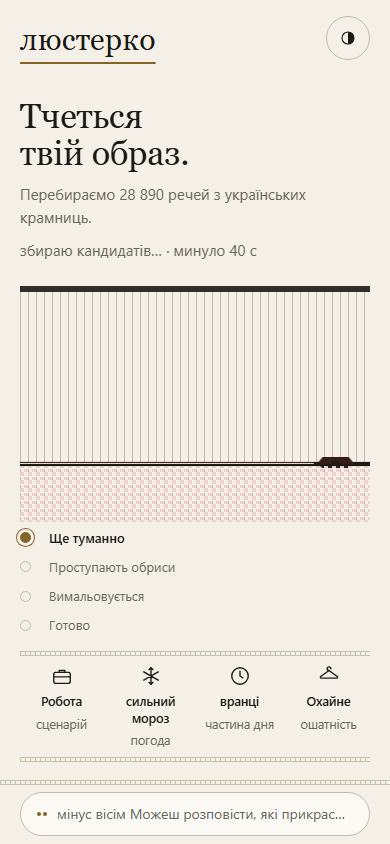 люстерко
Тчеться
твій образ.
Перебираємо 28 890 речей з українських
крамниць.
збираю кандидатів... · минуло 40 с
Ще туманно
Проступають обриси
Вимальовується
Готово
Робота
сценарій
сильний
мороз
погода
вранці
частина дня
Охайне
ошатність
мінус вісім Можеш розповісти, які прикрас...